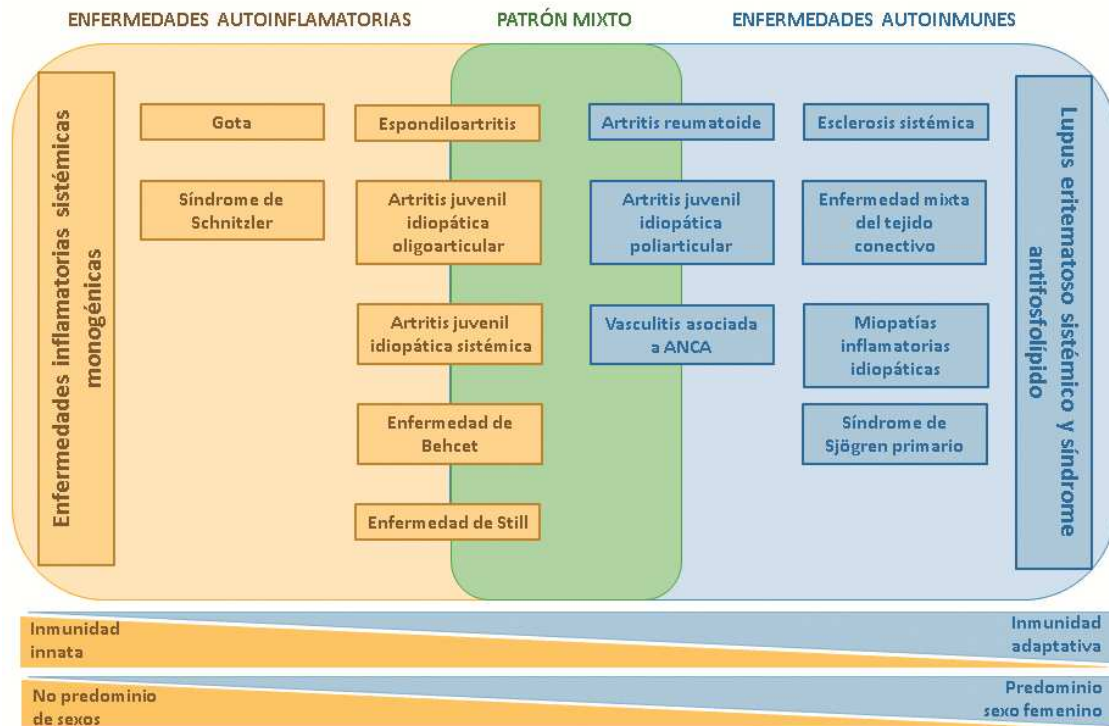 ENFERMEDADES AUTOINFLAMATORIAS
PATRÓN MIXTO
ENFERMEDADES AUTOINMUNES
Enfermedades inflamatorias sistémicas
monogénicas
Gota
Síndrome de
Schnitzler
Espondiloartritis
Artritis juvenil
idiopática
oligoarticular
Artritis juvenil
idiopática sistémica
Enfermedad de
Behcet
Enfermedad de Still
Artritis reumatoide
Artritis juvenil
idiopática
poliarticular
Vasculitis asociada
a ANCA
Esclerosis sistémica
Enfermedad mixta
del tejido
conectivo
Miopatías
inflamatorias
idiopáticas
Síndrome de
Sjögren primario
Lupus eritematoso sistémico y síndrome
antifosfolípido
Inmunidad
innata
Inmunidad
adaptativa
No predominio
de sexos
Predominio
sexo femenino